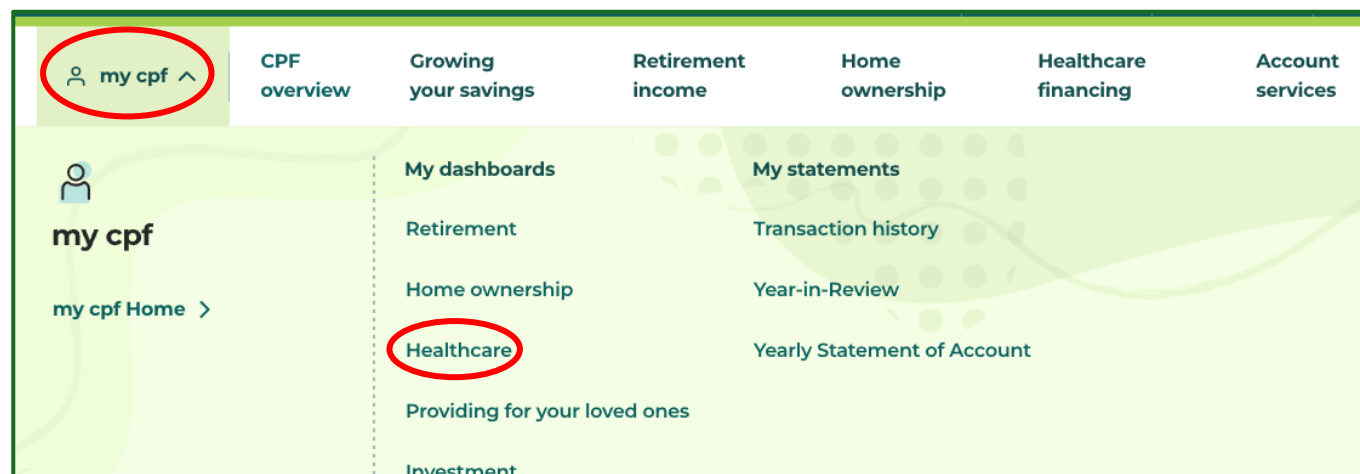 my cpf
CPF
overview
Growing
your savings
Retirement
income
Home
ownership
Healthcare
financing
Account
services
my cpf
my cpf Home
My dashboards
Retirement
Home ownership
Healthcare
Providing for your loved ones
Investment
My statements
Transaction history
Year-in-Review
Yearly Statement of Account